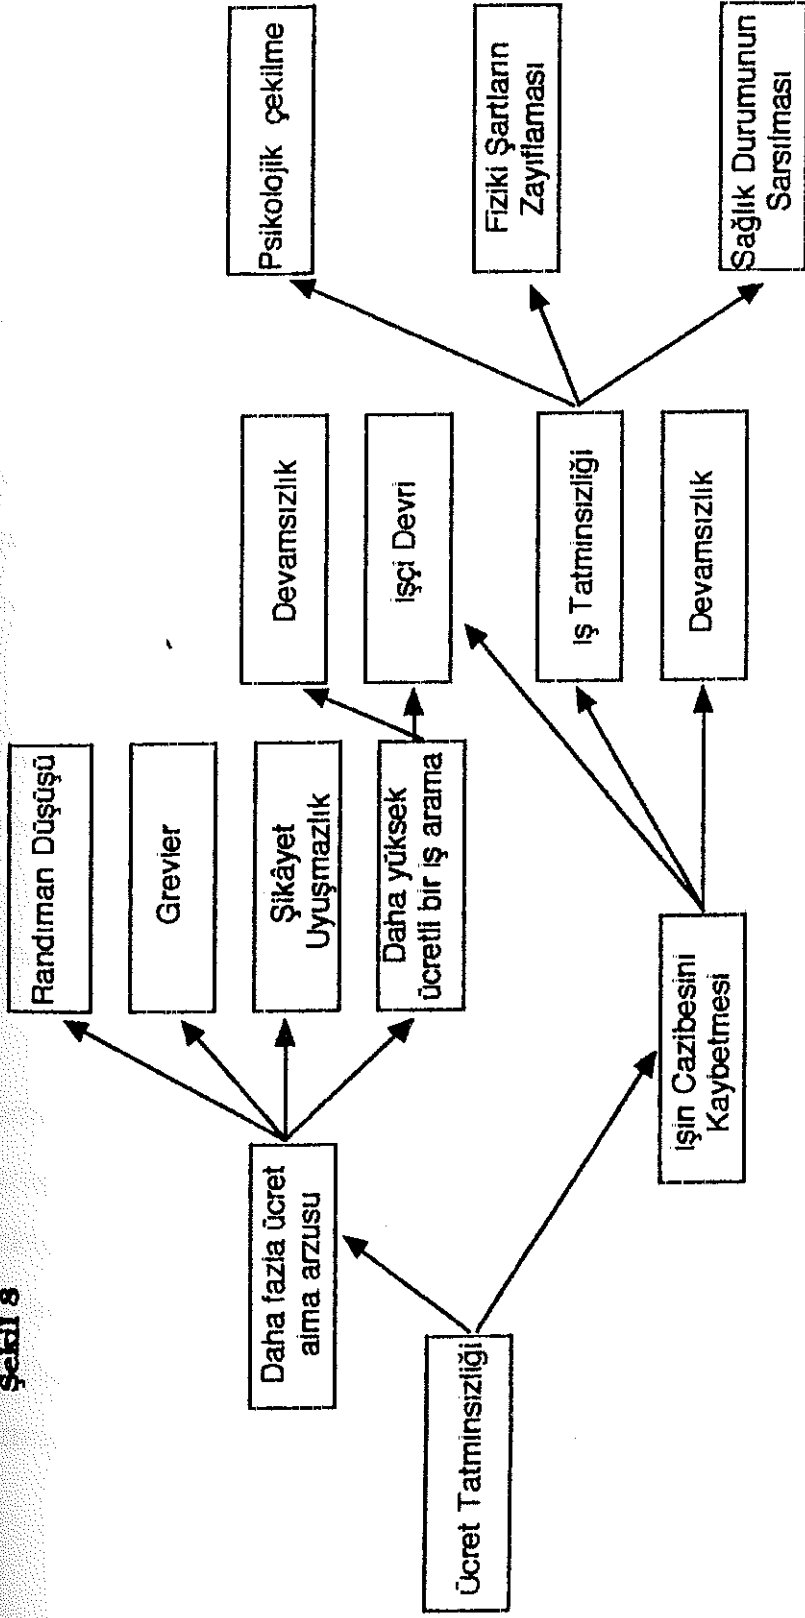 Şekil 8
Ücret Tatminsizliği
Daha fazla ücret
alma arzusu
Randıman Düşüşü
Grevler
Şikâyet
Uyuşmazlık
Daha yüksek
ücretli bir iş arama
Devamsızlık
İşçi Devri
İşin Cazibesini
Kaybetmesi
İş Tatminsizliği
Devamsızlık
Psikolojik çekilme
Fiziki Şartların
Zayıflaması
Sağlık Durumunun
Sarsılması